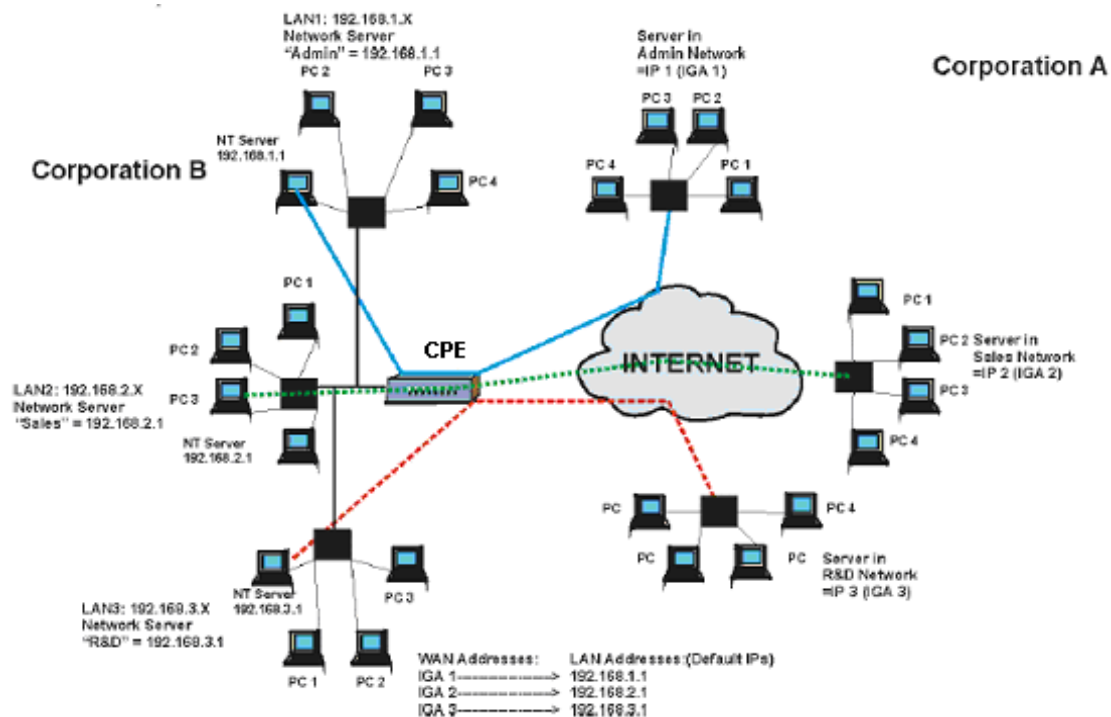 LAN1: 192.168.1.X
Network Server
"Admin" = 192.168.1.1
PC 2
PC 3
NT Server
192.168.1.1
PC 4
Corporation B
Server in
Admin Network
=IP 1 (IGA 1)
PC 3
PC 2
PC 4
PC 1
Corporation A
PC 1
PC 2
PC 3
LAN2: 192.168.2.X
Network Server
"Sales" = 192.168.2.1
NT Server
192.168.2.1
CPE
INTERNET
PC 1
PC 2
Server in
Sales Network
=IP 2 (IGA 2)
PC 3
PC 4
NT Server
192.168.3.1
PC 3
LAN3: 192.168.3.X
Network Server
"R&D" = 192.168.3.1
PC 1
PC 2
PC
PC 4
PC
PC
Server in
R&D Network
=IP 3 (IGA 3)
WAN Addresses: LAN Addresses:(Default IPs)
IGA 1----------------> 192.168.1.1
IGA 2----------------> 192.168.2.1
IGA 3----------------> 192.168.3.1